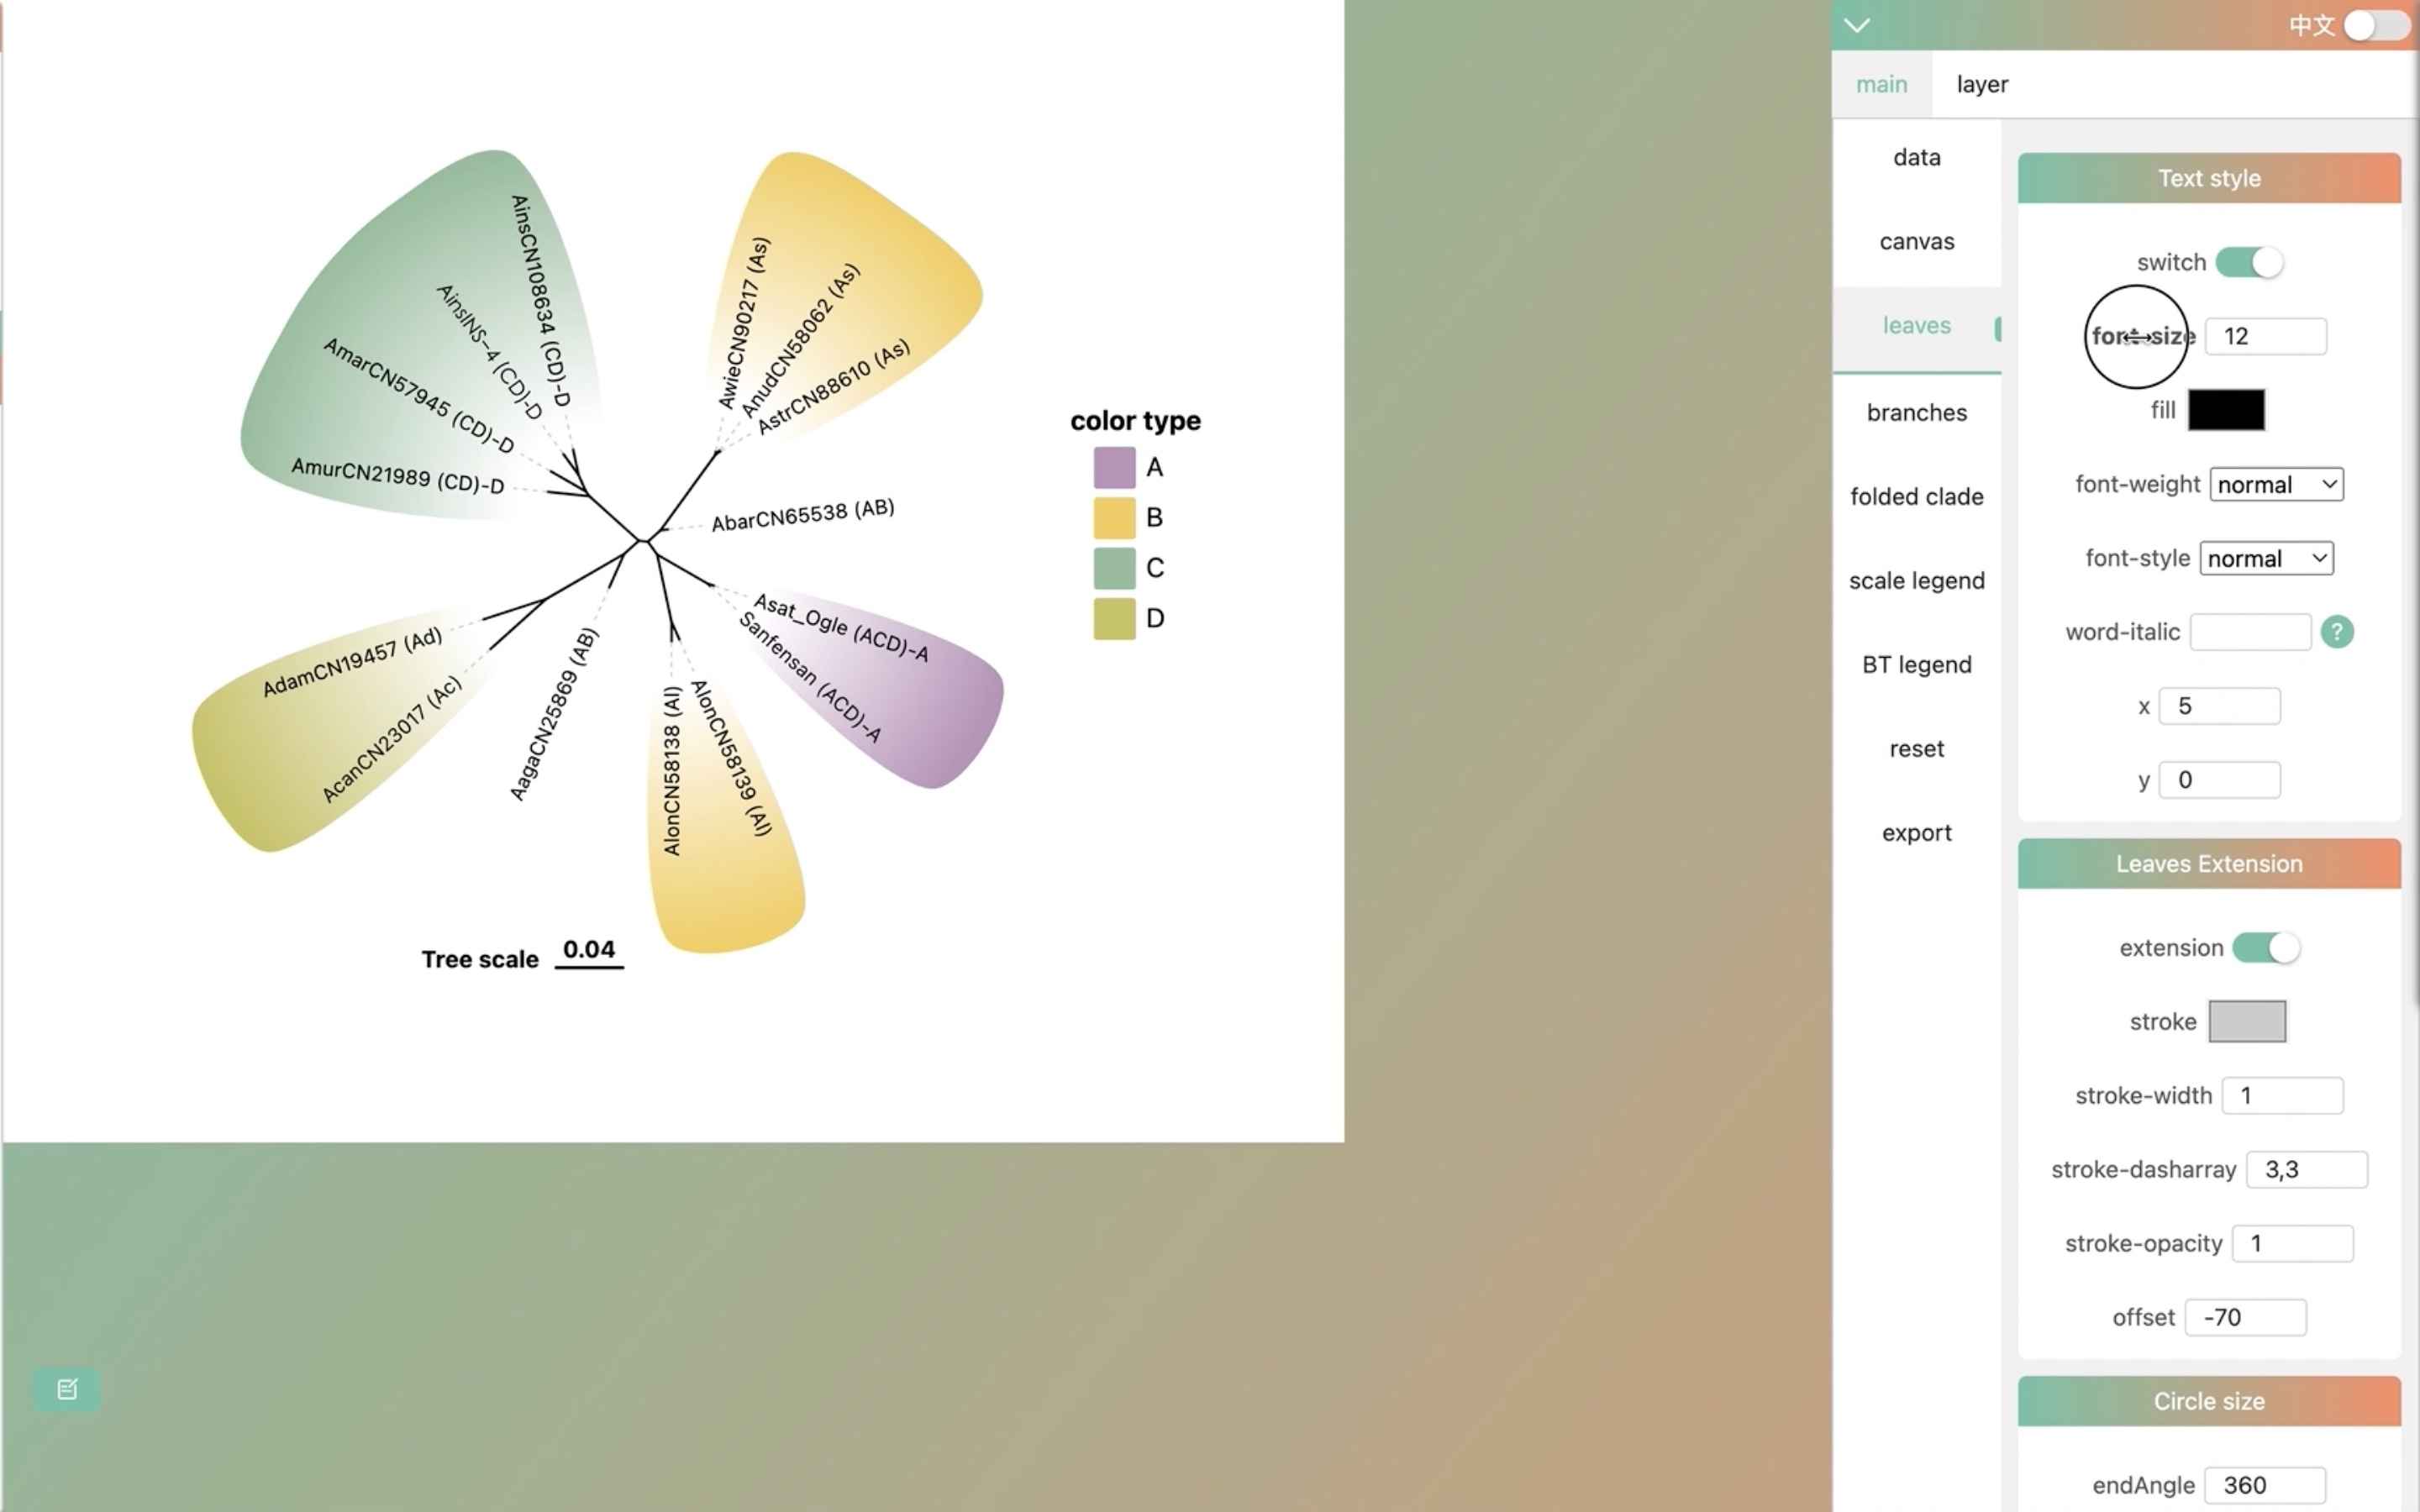 AinsCN108634 (CD)-D
AinsINS-4 (CD)-D
AmarCN57945 (CD)-D
AmurCN21989 (CD)-D
AwieCN90217 (As)
AnudCN58062 (As)
AstrCN88610 (As)
AbarCN65538 (AB)
Asat_Ogle (ACD)-A
Sanfensan (ACD)-A
AlonCN58139 (Al)
AlonCN58138 (Al)
AagaCN25869 (AB)
AcanCN23017 (Ac)
AdamCN19457 (Ad)
color type
A
B
C
D
Tree scale 0.04
中文
main layer
data
canvas
leaves
branches
folded clade
scale legend
BT legend
reset
export
Text style
switch
font-size 12
fill
font-weight normal
font-style normal
word-italic ?
x 5
y 0
Leaves Extension
extension
stroke
stroke-width 1
stroke-dasharray 3,3
stroke-opacity 1
offset -70
Circle size
endAngle 360